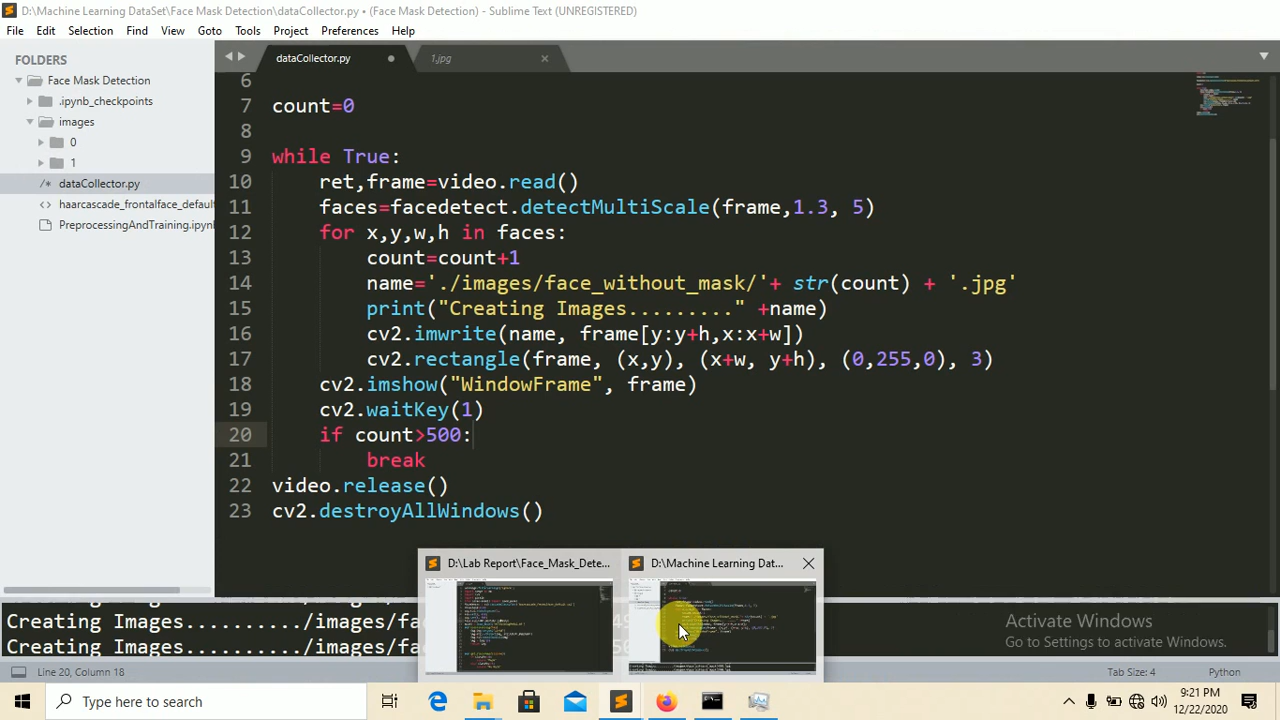 D:\Machine Learning DataSet\Face Mask Detection\dataCollector.py • (Face Mask Detection) - Sublime Text (UNREGISTERED)
File Edit Selection Find View Goto Tools Project Preferences Help
FOLDERS
Face Mask Detection
.ipynb_checkpoints
images
0
1
dataCollector.py
haarcascade_frontalface_default
PreprocessingAndTraining.ipynb
dataCollector.py 1.jpg
6
7 count=0
8
9 while True:
10 ret,frame=video.read()
11 faces=facedetect.detectMultiScale(frame,1.3, 5)
12 for x,y,w,h in faces:
13 count=count+1
14 name='./images/face_without_mask/'+ str(count) + '.jpg'
15 print("Creating Images........." +name)
16 cv2.imwrite(name, frame[y:y+h,x:x+w])
17 cv2.rectangle(frame, (x,y), (x+w, y+h), (0,255,0), 3)
18 cv2.imshow("WindowFrame", frame)
19 cv2.waitKey(1)
20 if count>500:
21 break
22 video.release()
23 cv2.destroyAllWindows()
Creating Images.........../images/fa
Creating Images.........../images/fa
D:\Lab Report\Face_Mask_Dete...
D:\Machine Learning Dat...
Activate Windows
Go to Settings to Activate Windows.
Line 20, Column 18
Tab Size: 4 Python
Type here to search
9:21 PM
12/22/2020